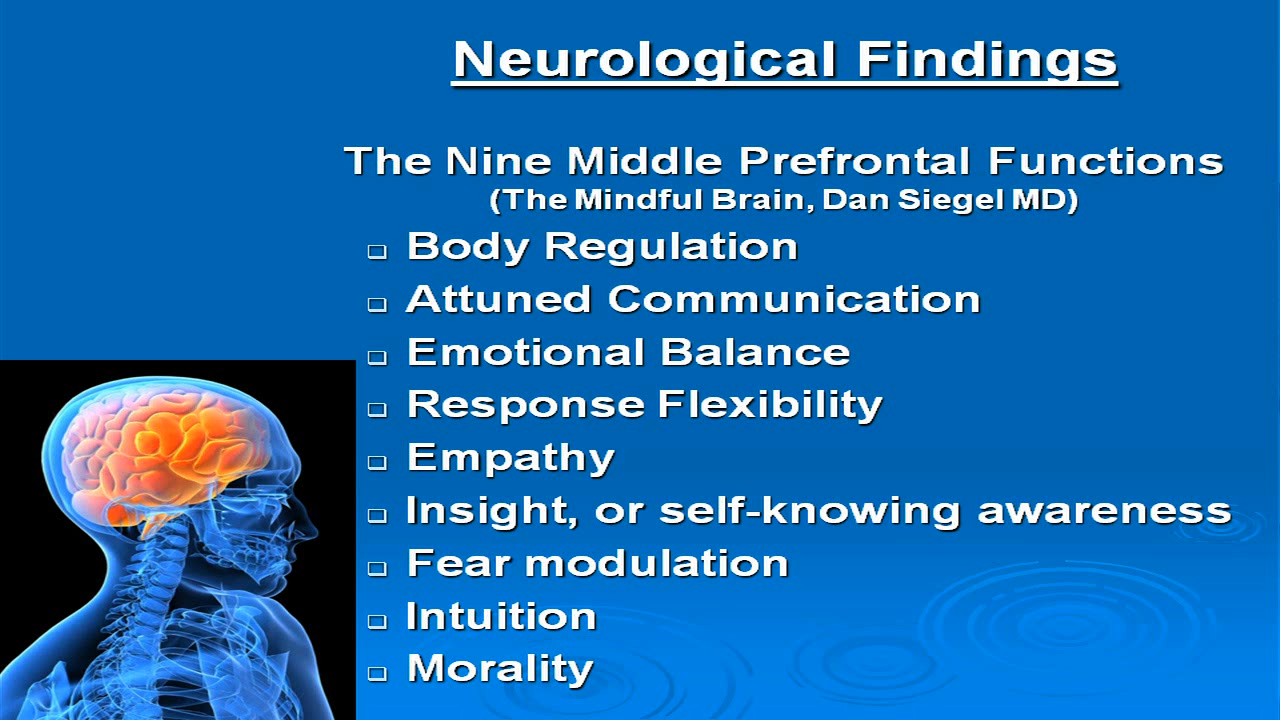 Neurological Findings
The Nine Middle Prefrontal Functions
(The Mindful Brain, Dan Siegel MD)
Body Regulation
Attuned Communication
Emotional Balance
Response Flexibility
Empathy
Insight, or self-knowing awareness
Fear modulation
Intuition
Morality